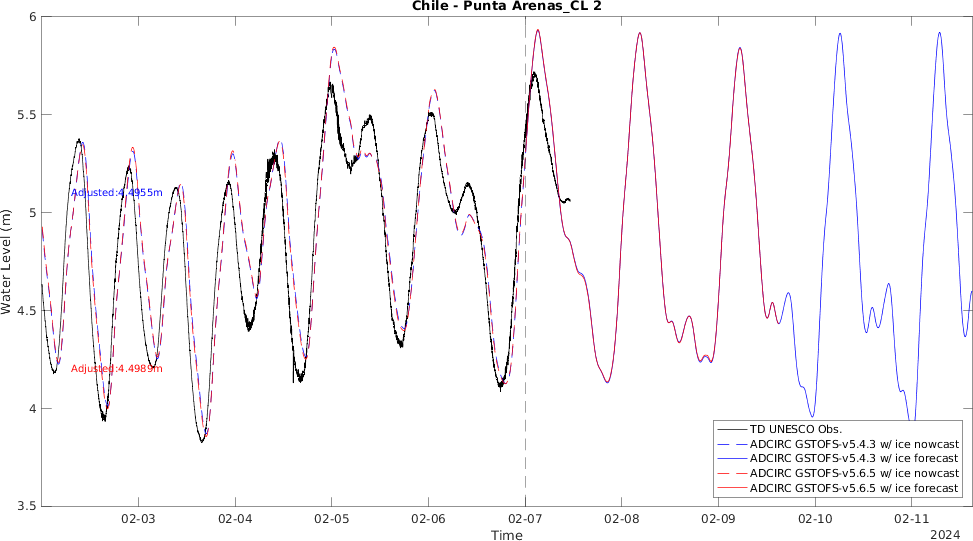 Chile - Punta Arenas_CL 2
6
5.5
5
4.5
4
3.5
Water Level (m)
Adjusted:4.4955m
Adjusted:4.4989m
TD UNESCO Obs.
ADCIRC GSTOFS-v5.4.3 w/ ice nowcast
ADCIRC GSTOFS-v5.4.3 w/ ice forecast
ADCIRC GSTOFS-v5.6.5 w/ ice nowcast
ADCIRC GSTOFS-v5.6.5 w/ ice forecast
02-03 02-04 02-05 02-06 02-07 02-08 02-09 02-10 02-11
Time
2024